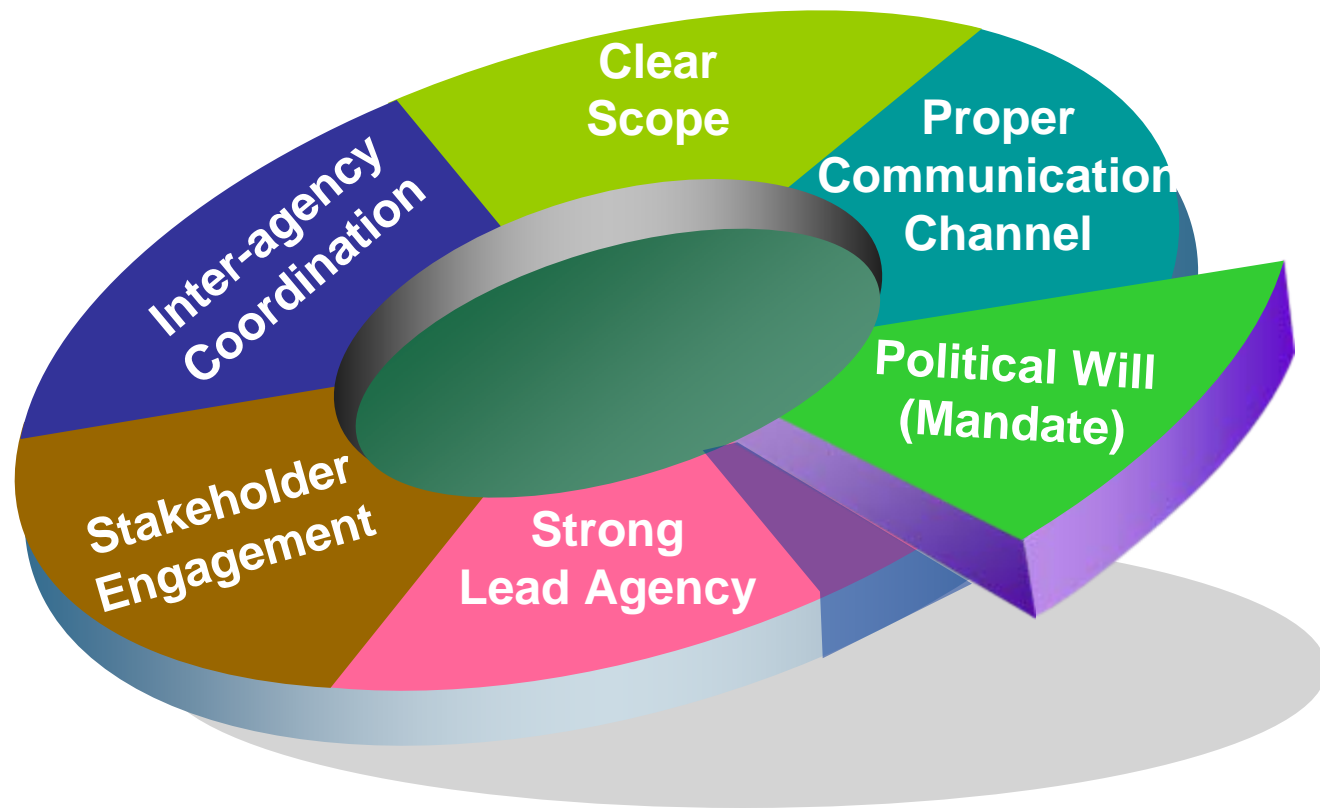 Clear
Scope
Proper
Communication
Channel
Inter-agency
Coordination
Political Will
(Mandate)
Stakeholder
Engagement
Strong
Lead Agency